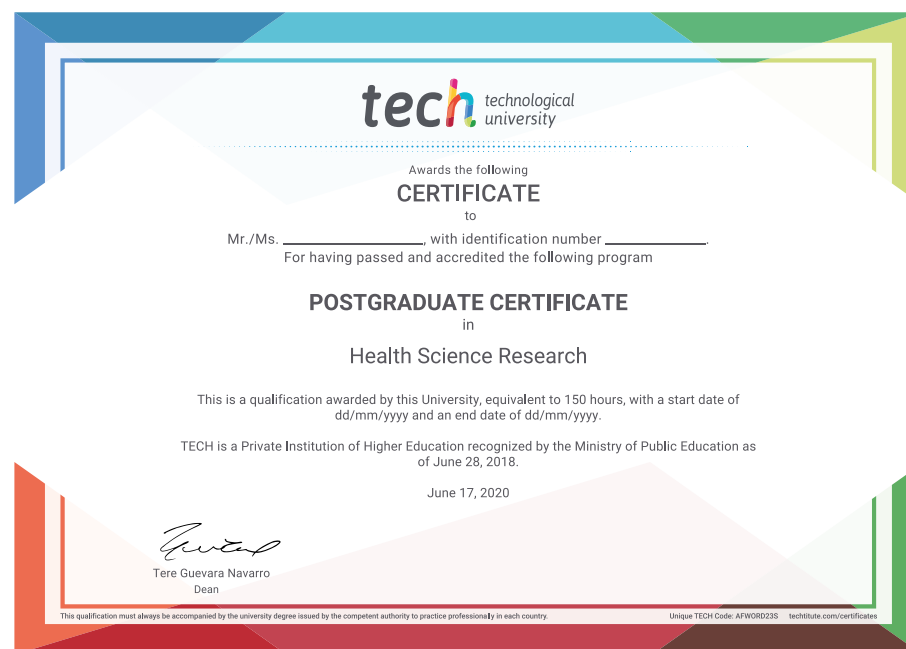 tech technological
university
Awards the following
CERTIFICATE
to
Mr./Ms. ____________________, with identification number ______________.
For having passed and accredited the following program
POSTGRADUATE CERTIFICATE
in
Health Science Research
This is a qualification awarded by this University, equivalent to 150 hours, with a start date of
dd/mm/yyyy and an end date of dd/mm/yyyy.
TECH is a Private Institution of Higher Education recognized by the Ministry of Public Education as
of June 28, 2018.
June 17, 2020
Tere Guevara Navarro
Dean
This qualification must always be accompanied by the university degree issued by the competent authority to practice professionally in each country.
Unique TECH Code: AFWORD23S techtitute.com/certificates